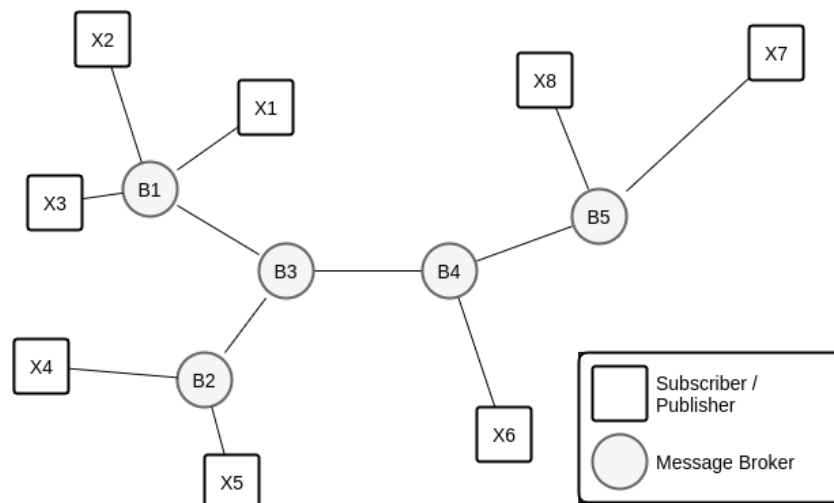 X2
X1
X8
X7
X3
B1
B5
B3
B4
X4
B2
X6
X5
Subscriber /
Publisher
Message Broker